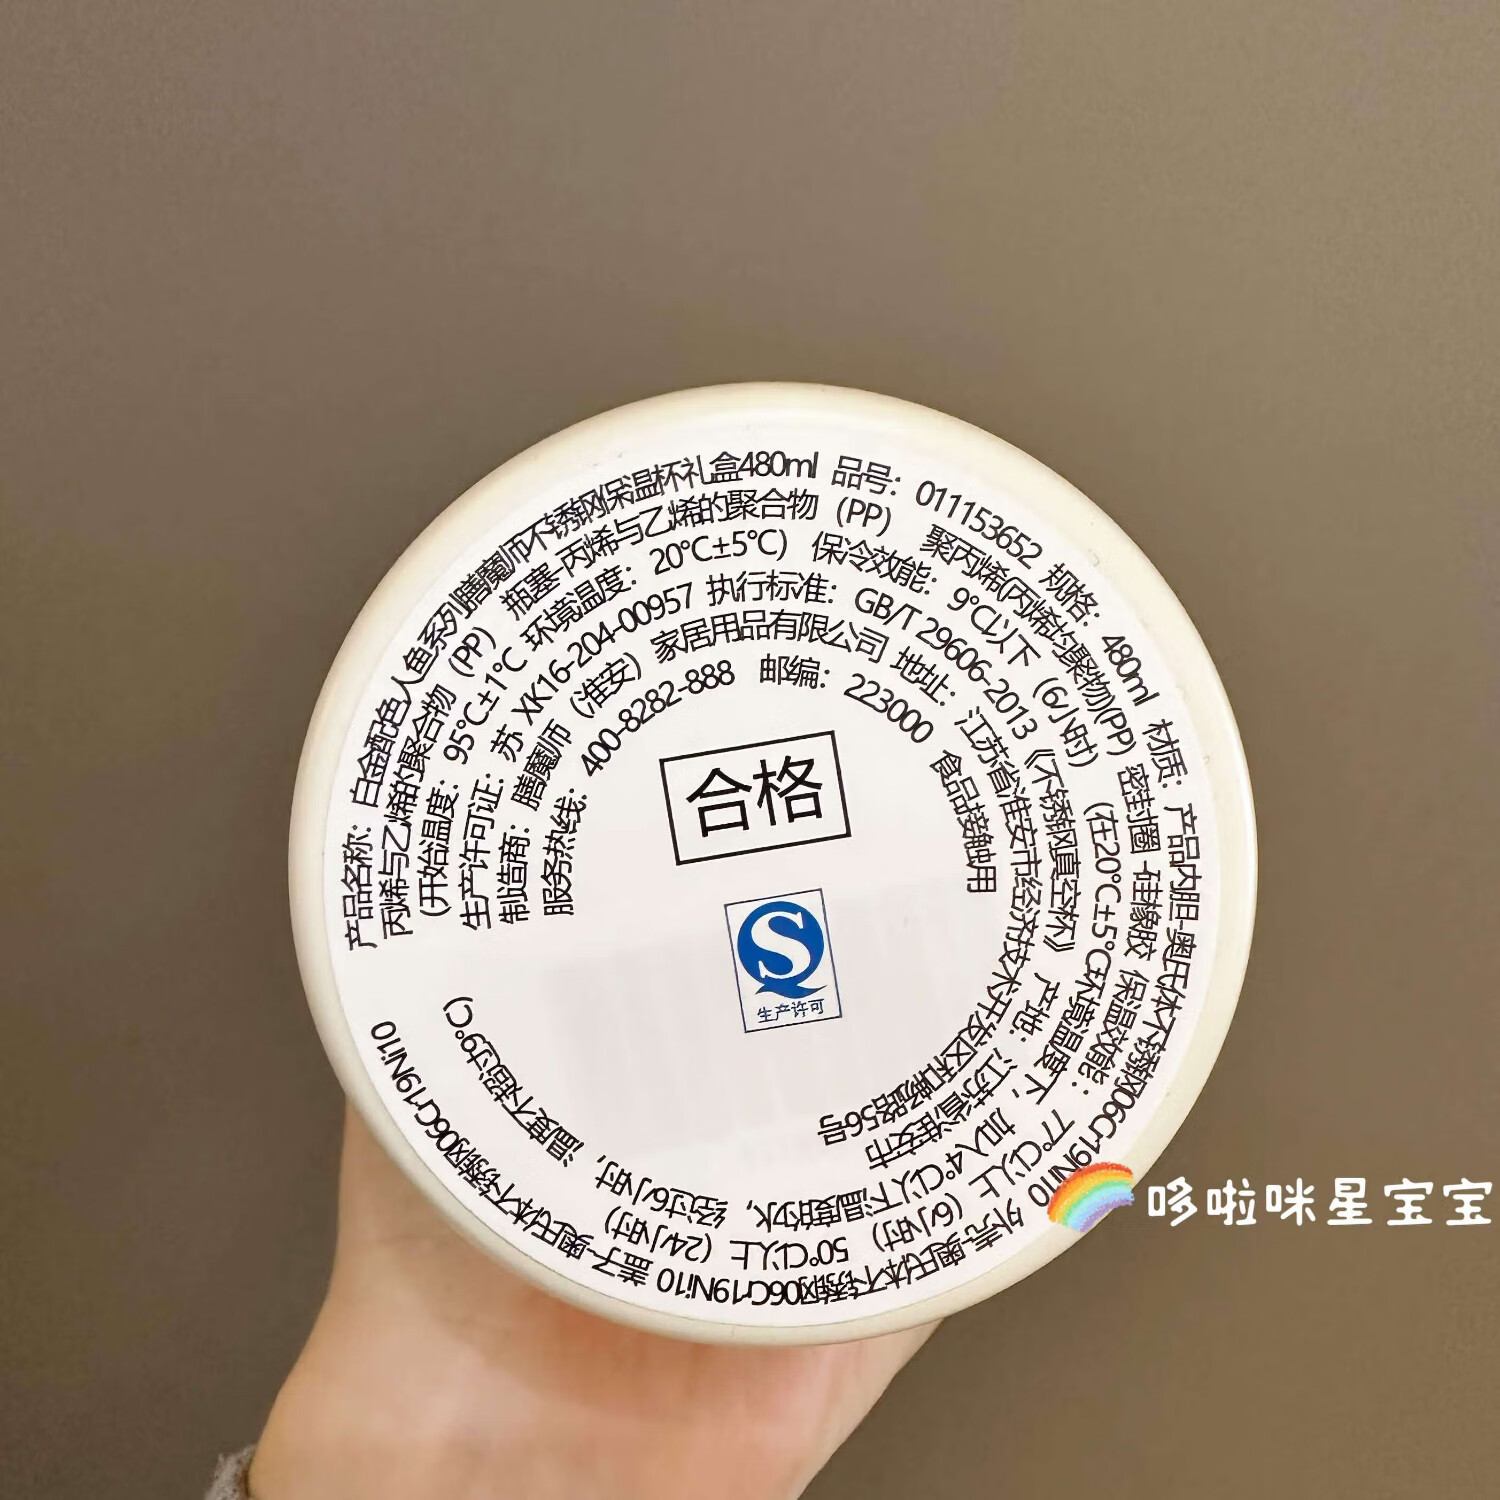 产品名称：白金配色人鱼系列膳魔师不锈钢保温杯礼盒480ml 品号：011153652 规格：480ml 材质：产品内胆-奥氏体不锈钢06Cr19Ni10 外壳-奥氏体不锈钢06Cr19Ni10 盖子-奥氏体不锈钢06Cr19Ni10
丙烯与乙烯的聚合物（PP） 瓶塞-丙烯与乙烯的聚合物（PP） 聚丙烯(丙烯均聚物)(PP) 密封圈-硅橡胶 保温效能：77℃以上（6小时） 50℃以上（24小时）
(开始温度：95℃±1℃ 环境温度：20℃±5℃） 保冷效能：9℃以下（6小时）（在20℃±5℃环境温度下，加入4℃以下温度的水，经过6小时，温度不超过9℃）
生产许可证：苏 XK16-204-00957 执行标准：GB/T 29606-2013《不锈钢真空杯》 产地：江苏省淮安市
制造商：膳魔师（淮安）家居用品有限公司 地址：江苏省淮安市经济技术开发区和畅路56号
服务热线：400-8282-888 邮编：223000 食品接触用
合格
S
生产许可
哆啦咪星宝宝